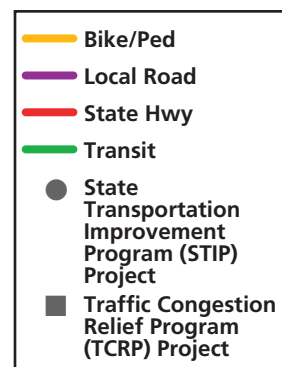 Bike/Ped
Local Road
State Hwy
Transit
State
Transportation
Improvement
Program (STIP)
Project
Traffic Congestion
Relief Program
(TCRP) Project